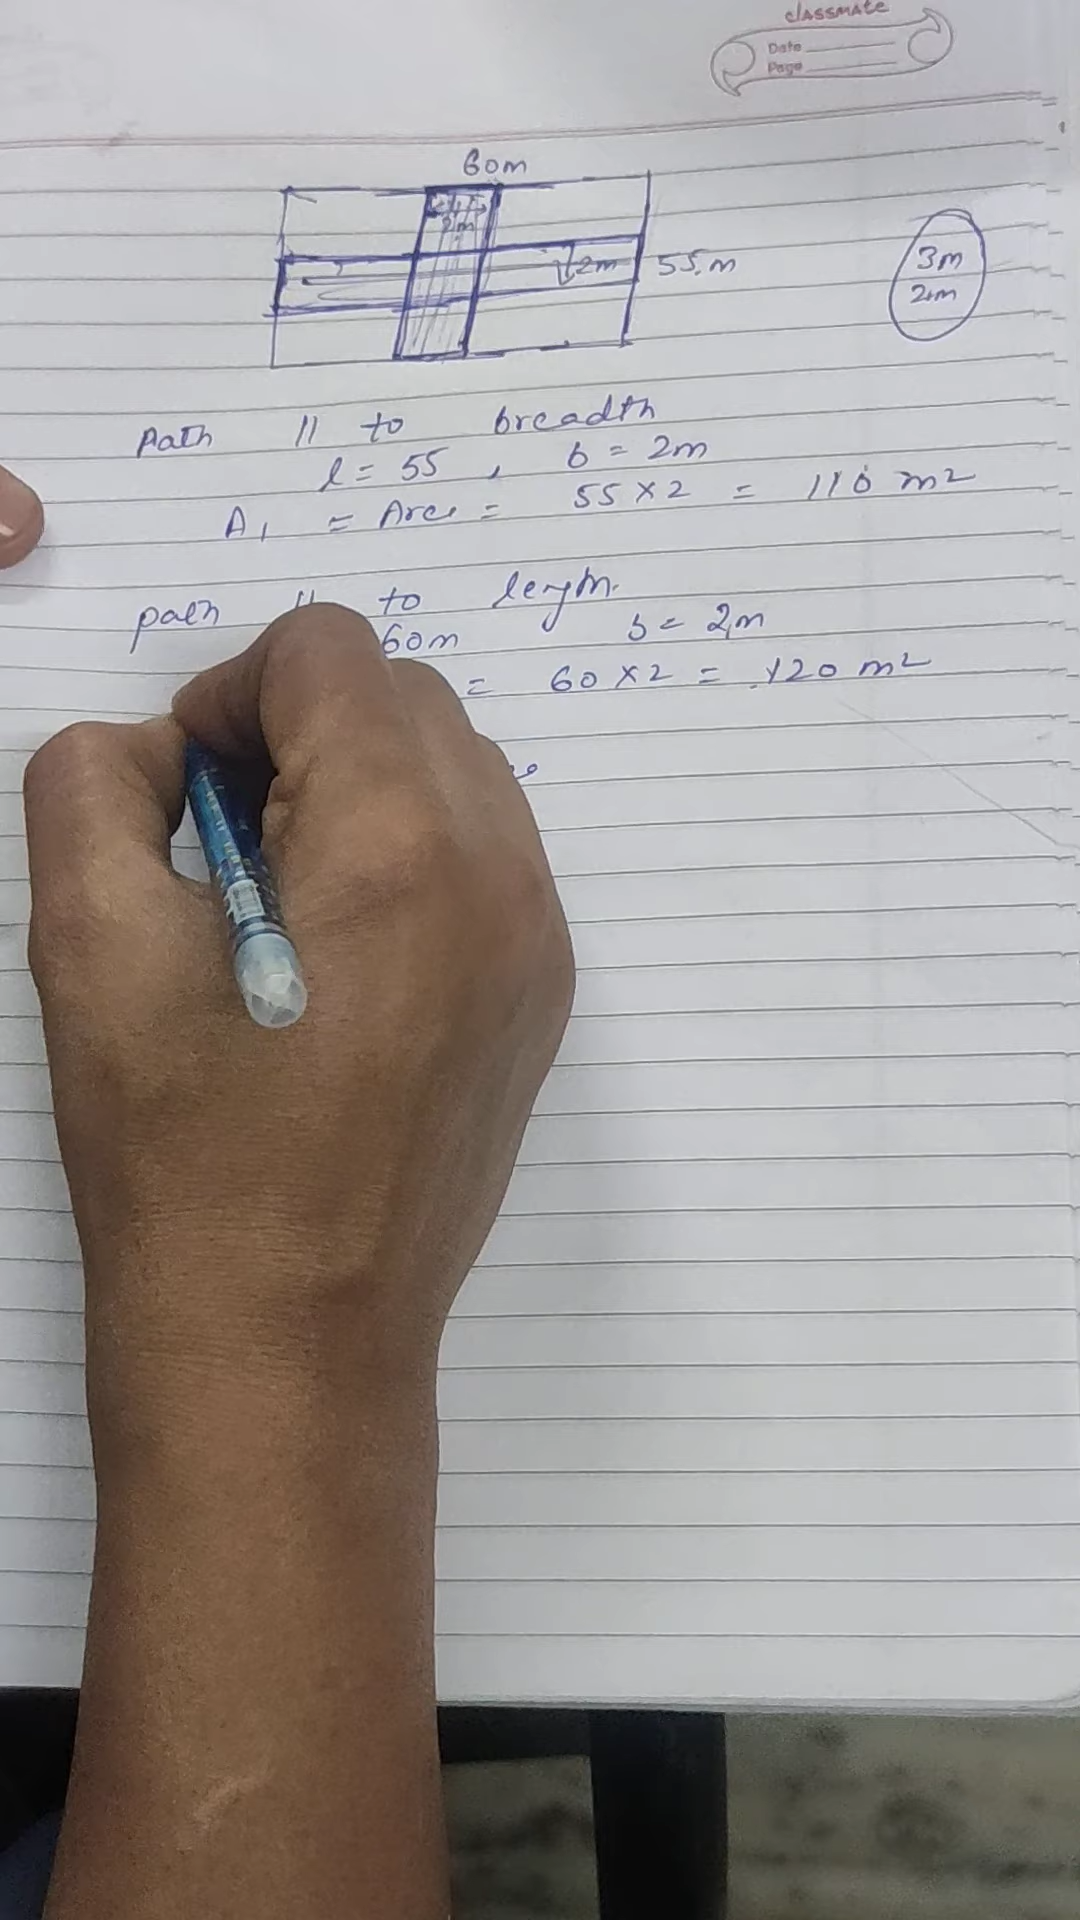 classmate
Date
Page
60m
2m
2m
55m
3m
2m
Path || to breadth
l = 55 , b = 2m
A1 = Area = 55 × 2 = 110 m2
path || to length.
60m b = 2m
= 60 × 2 = 120 m2